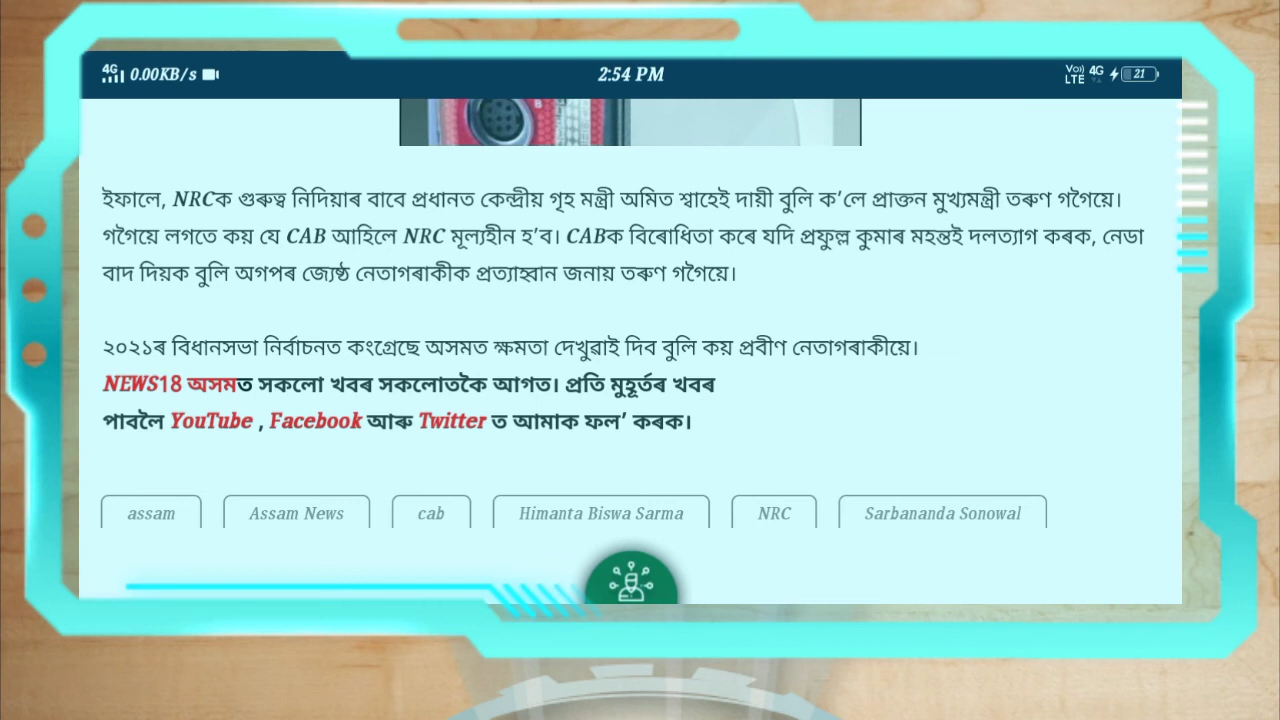 4G 0.00KB/s 2:54 PM Vo) LTE 4G 21
ইফালে, NRCক গুৰুত্ব নিদিয়াৰ বাবে প্ৰধানত কেন্দ্ৰীয় গৃহ মন্ত্ৰী অমিত শ্বাহেই দায়ী বুলি ক’লে প্ৰাক্তন মুখ্যমন্ত্ৰী তৰুণ গগৈয়ে।
গগৈয়ে লগতে কয় যে CAB আহিলে NRC মূল্যহীন হ’ব। CABক বিৰোধিতা কৰে যদি প্ৰফুল্ল কুমাৰ মহন্তই দলত্যাগ কৰক, নেডা
বাদ দিয়ক বুলি অগপৰ জ্যেষ্ঠ নেতাগৰাকীক প্ৰত্যাহ্বান জনায় তৰুণ গগৈয়ে।
২০২১ৰ বিধানসভা নিৰ্বাচনত কংগ্ৰেছে অসমত ক্ষমতা দেখুৱাই দিব বুলি কয় প্ৰবীণ নেতাগৰাকীয়ে।
NEWS18 অসমত সকলো খবৰ সকলোতকৈ আগত। প্ৰতি মুহূৰ্তৰ খবৰ
পাবলৈ YouTube , Facebook আৰু Twitter ত আমাক ফল’ কৰক।
assam Assam News cab Himanta Biswa Sarma NRC Sarbananda Sonowal